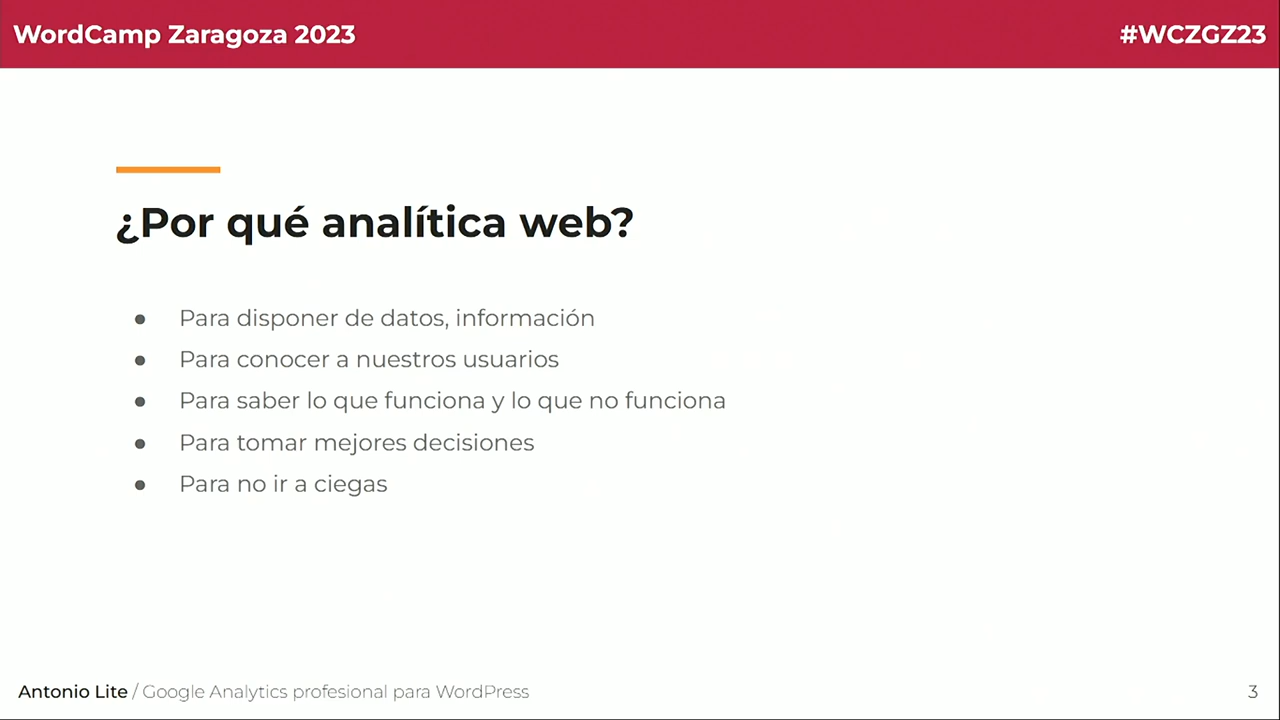 WordCamp Zaragoza 2023
#WCZGZ23
¿Por qué analítica web?
● Para disponer de datos, información
● Para conocer a nuestros usuarios
● Para saber lo que funciona y lo que no funciona
● Para tomar mejores decisiones
● Para no ir a ciegas
Antonio Lite / Google Analytics profesional para WordPress
3